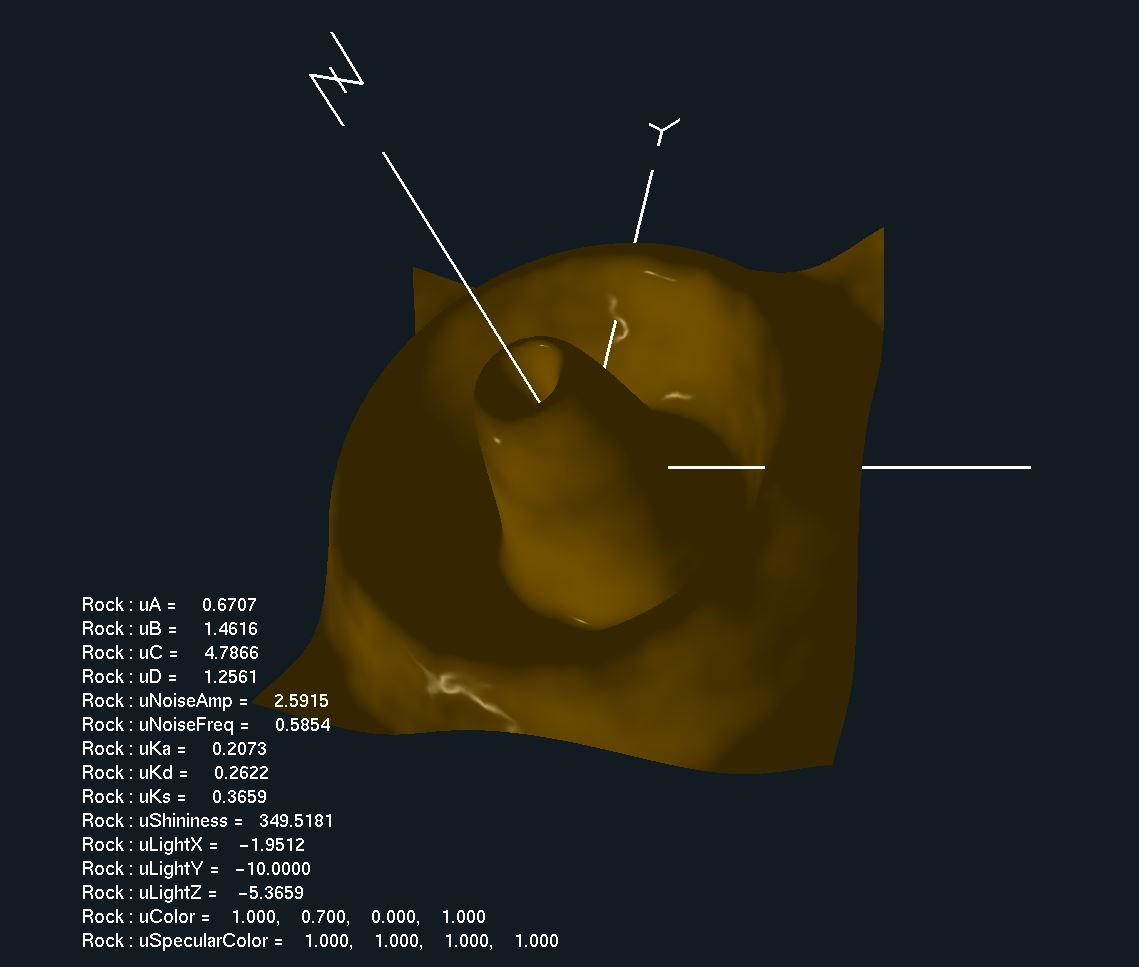 Z
Y
Rock : uA = 0.6707
Rock : uB = 1.4616
Rock : uC = 4.7866
Rock : uD = 1.2561
Rock : uNoiseAmp = 2.5915
Rock : uNoiseFreq = 0.5854
Rock : uKa = 0.2073
Rock : uKd = 0.2622
Rock : uKs = 0.3659
Rock : uShininess = 349.5181
Rock : uLightX = -1.9512
Rock : uLightY = -10.0000
Rock : uLightZ = -5.3659
Rock : uColor = 1.000, 0.700, 0.000, 1.000
Rock : uSpecularColor = 1.000, 1.000, 1.000, 1.000